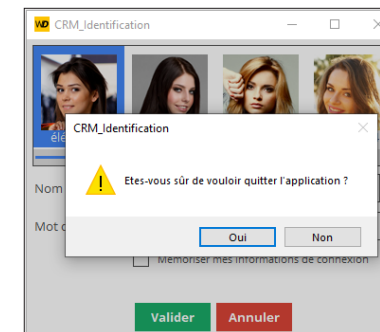 WD CRM_Identification
CRM_Identification
Etes-vous sûr de vouloir quitter l'application ?
Nom
Oui Non
Mot
Mémoriser mes informations de connexion
Valider Annuler